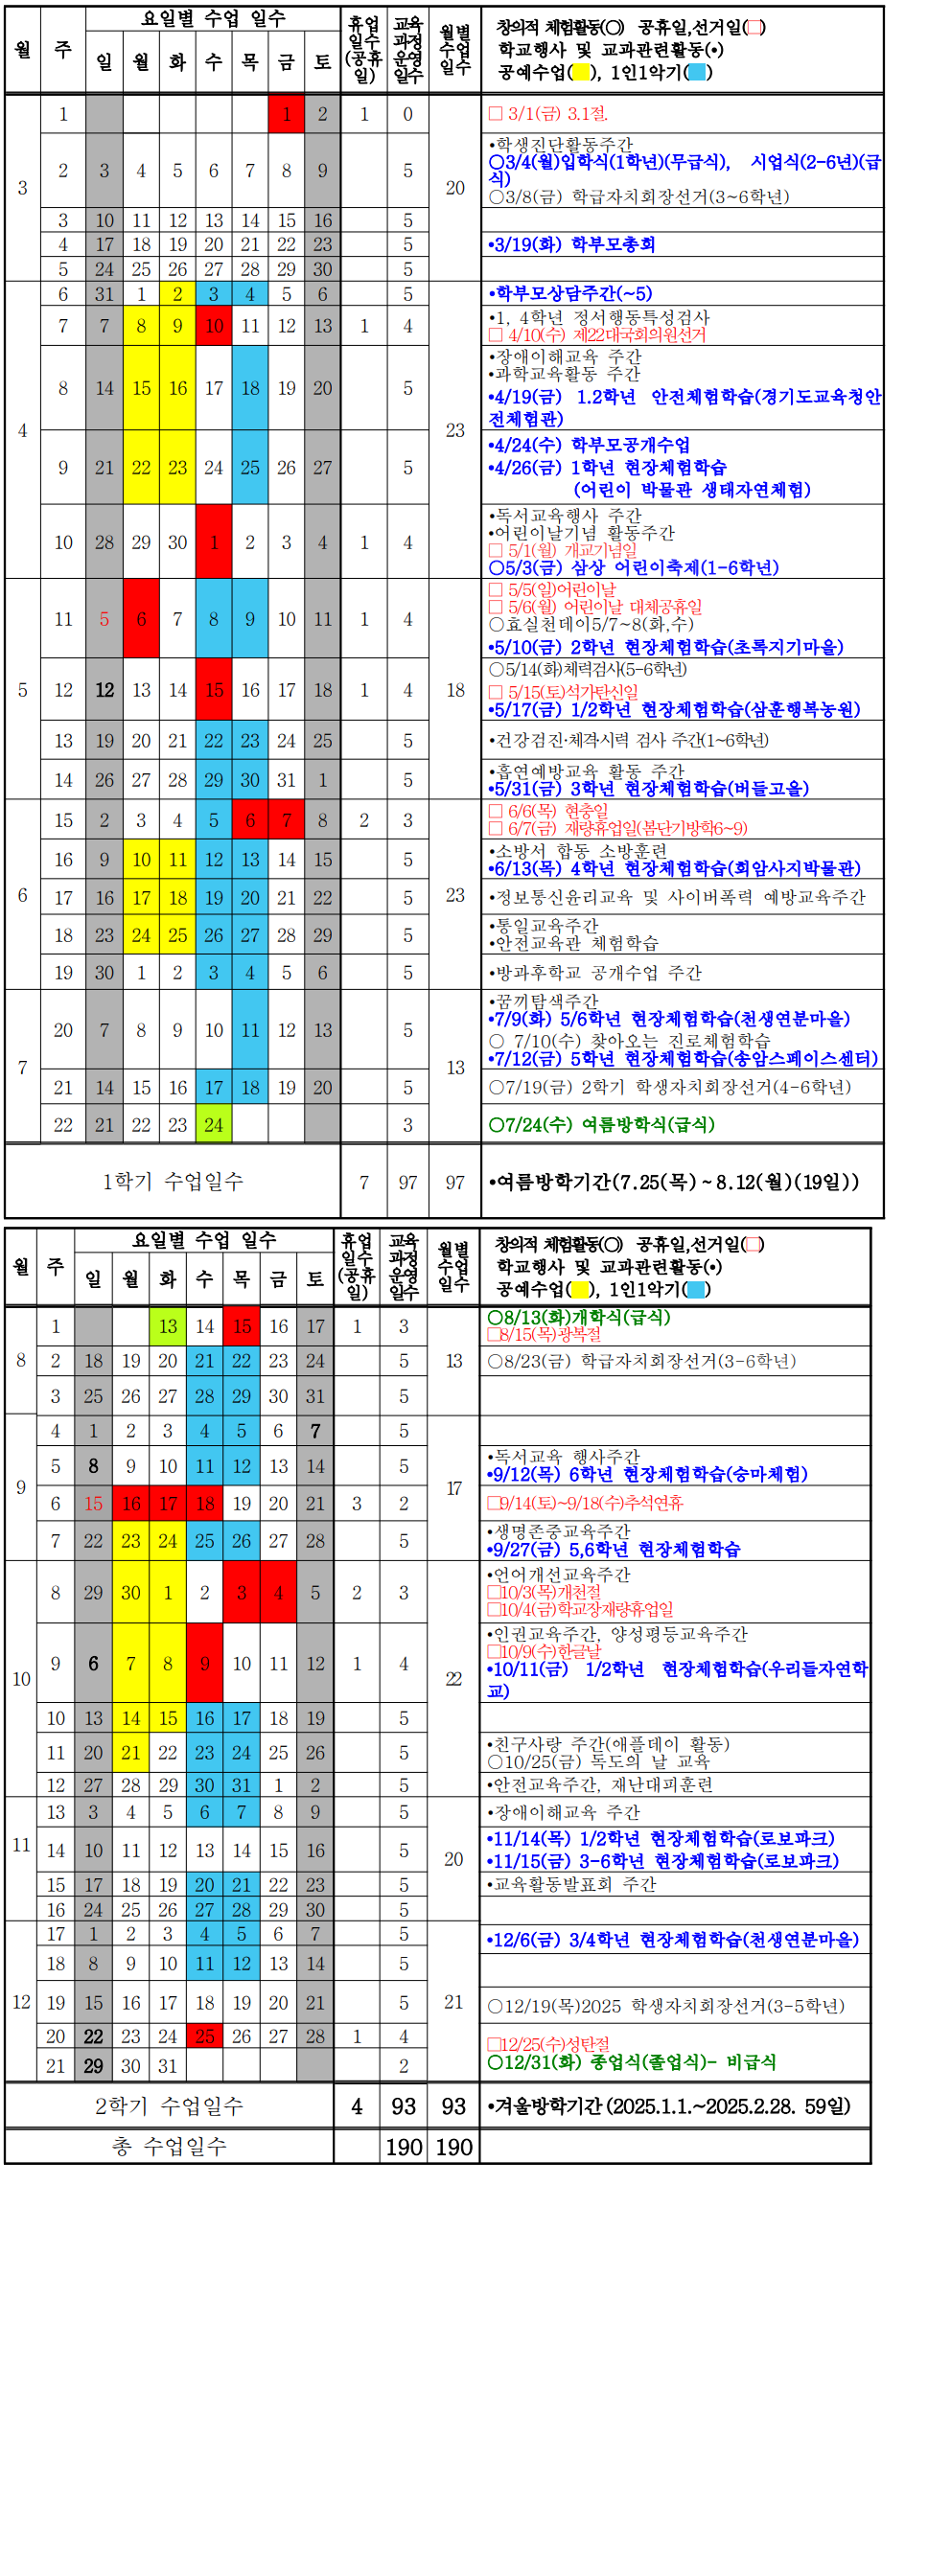 월 주 요일별 수업 일수 휴업일수(공휴일) 교육과정운영일수 월별수업일수 창의적 체험활동(○) 공휴일,선거일(□)
학교행사 및 교과관련활동(•)
공예수업( ), 1인1악기( )
일 월 화 수 목 금 토
3 1 1 2 1 0 20 □ 3/1(금) 3.1절.
2 3 4 5 6 7 8 9 5 •학생진단활동주간
○3/4(월)입학식(1학년)(무급식), 시업식(2-6년)(급
식)
○3/8(금) 학급자치회장선거(3~6학년)
3 10 11 12 13 14 15 16 5
4 17 18 19 20 21 22 23 5 •3/19(화) 학부모총회
5 24 25 26 27 28 29 30 5
4 6 31 1 2 3 4 5 6 5 23 •학부모상담주간(~5)
7 7 8 9 10 11 12 13 1 4 •1, 4학년 정서행동특성검사
□ 4/10(수) 제22대국회의원선거
8 14 15 16 17 18 19 20 5 •장애이해교육 주간
•과학교육활동 주간
•4/19(금) 1.2학년 안전체험학습(경기도교육청안
전체험관)
9 21 22 23 24 25 26 27 5 •4/24(수) 학부모공개수업
•4/26(금) 1학년 현장체험학습
(어린이 박물관 생태자연체험)
10 28 29 30 1 2 3 4 1 4 •독서교육행사 주간
•어린이날기념 활동주간
□ 5/1(월) 개교기념일
○5/3(금) 삼상 어린이축제(1-6학년)
5 11 5 6 7 8 9 10 11 1 4 18 □ 5/5(일)어린이날
□ 5/6(월) 어린이날 대체공휴일
○효실천데이5/7~8(화,수)
•5/10(금) 2학년 현장체험학습(초록지기마을)
12 12 13 14 15 16 17 18 1 4 ○5/14(화)체력검사(5-6학년)
□ 5/15(토)석가탄신일
•5/17(금) 1/2학년 현장체험학습(삼훈행복농원)
13 19 20 21 22 23 24 25 5 •건강검진·체격·시력 검사 주간(1~6학년)
14 26 27 28 29 30 31 1 5 •흡연예방교육 활동 주간
•5/31(금) 3학년 현장체험학습(버들고을)
6 15 2 3 4 5 6 7 8 2 3 23 □ 6/6(목) 현충일
□ 6/7(금) 재량휴업일(봄단기방학6~9)
16 9 10 11 12 13 14 15 5 •소방서 합동 소방훈련
•6/13(목) 4학년 현장체험학습(회암사지박물관)
17 16 17 18 19 20 21 22 5 •정보통신윤리교육 및 사이버폭력 예방교육주간
18 23 24 25 26 27 28 29 5 •통일교육주간
•안전교육관 체험학습
19 30 1 2 3 4 5 6 5 •방과후학교 공개수업 주간
7 20 7 8 9 10 11 12 13 5 13 •꿈끼탐색주간
•7/9(화) 5/6학년 현장체험학습(천생연분마을)
○ 7/10(수) 찾아오는 진로체험학습
•7/12(금) 5학년 현장체험학습(송암스페이스센터)
21 14 15 16 17 18 19 20 5 ○7/19(금) 2학기 학생자치회장선거(4-6학년)
22 21 22 23 24 3 ○7/24(수) 여름방학식(급식)
1학기 수업일수 7 97 97 •여름방학기간(7.25(목)~8.12(월)(19일))
월 주 요일별 수업 일수 휴업일수(공휴일) 교육과정운영일수 월별수업일수 창의적 체험활동(○) 공휴일,선거일(□)
학교행사 및 교과관련활동(•)
공예수업( ), 1인1악기( )
일 월 화 수 목 금 토
8 1 13 14 15 16 17 1 3 13 ○8/13(화)개학식(급식)
□8/15(목)광복절
2 18 19 20 21 22 23 24 5 ○8/23(금) 학급자치회장선거(3-6학년)
3 25 26 27 28 29 30 31 5
9 4 1 2 3 4 5 6 7 5 17
5 8 9 10 11 12 13 14 5 •독서교육 행사주간
•9/12(목) 6학년 현장체험학습(승마체험)
6 15 16 17 18 19 20 21 3 2 □9/14(토)~9/18(수)추석연휴
7 22 23 24 25 26 27 28 5 •생명존중교육주간
•9/27(금) 5,6학년 현장체험학습
10 8 29 30 1 2 3 4 5 2 3 22 •언어개선교육주간
□10/3(목)개천절
□10/4(금)학교장재량휴업일
9 6 7 8 9 10 11 12 1 4 •인권교육주간, 양성평등교육주간
□10/9(수)한글날
•10/11(금) 1/2학년 현장체험학습(우리들자연학
교)
10 13 14 15 16 17 18 19 5
11 20 21 22 23 24 25 26 5 •친구사랑 주간(애플데이 활동)
○10/25(금) 독도의 날 교육
12 27 28 29 30 31 1 2 5 •안전교육주간, 재난대피훈련
11 13 3 4 5 6 7 8 9 5 20 •장애이해교육 주간
14 10 11 12 13 14 15 16 5 •11/14(목) 1/2학년 현장체험학습(로보파크)
•11/15(금) 3-6학년 현장체험학습(로보파크)
15 17 18 19 20 21 22 23 5 •교육활동발표회 주간
16 24 25 26 27 28 29 30 5
12 17 1 2 3 4 5 6 7 5 21 •12/6(금) 3/4학년 현장체험학습(천생연분마을)
18 8 9 10 11 12 13 14 5
19 15 16 17 18 19 20 21 5 ○12/19(목)2025 학생자치회장선거(3-5학년)
20 22 23 24 25 26 27 28 1 4 □12/25(수)성탄절
21 29 30 31 2 ○12/31(화) 종업식(졸업식)- 비급식
2학기 수업일수 4 93 93 •겨울방학기간(2025.1.1.~2025.2.28. 59일)
총 수업일수 190 190